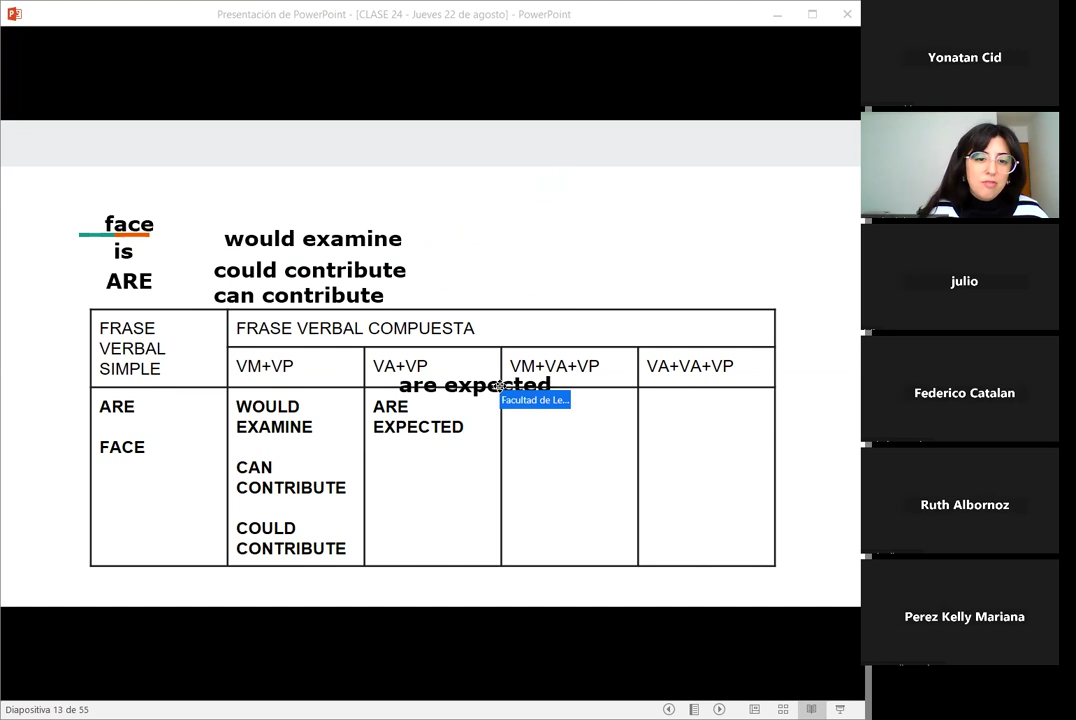 Presentación de PowerPoint - [CLASE 24 - Jueves 22 de agosto] - PowerPoint
face
is
ARE
would examine
could contribute
can contribute
FRASE
VERBAL
SIMPLE
FRASE VERBAL COMPUESTA
VM+VP
VA+VP
VM+VA+VP
VA+VA+VP
are expected
Facultad de Le...
ARE
FACE
WOULD
EXAMINE
CAN
CONTRIBUTE
COULD
CONTRIBUTE
ARE
EXPECTED
Diapositiva 13 de 55
Yonatan Cid
julio
Federico Catalan
Ruth Albornoz
Perez Kelly Mariana